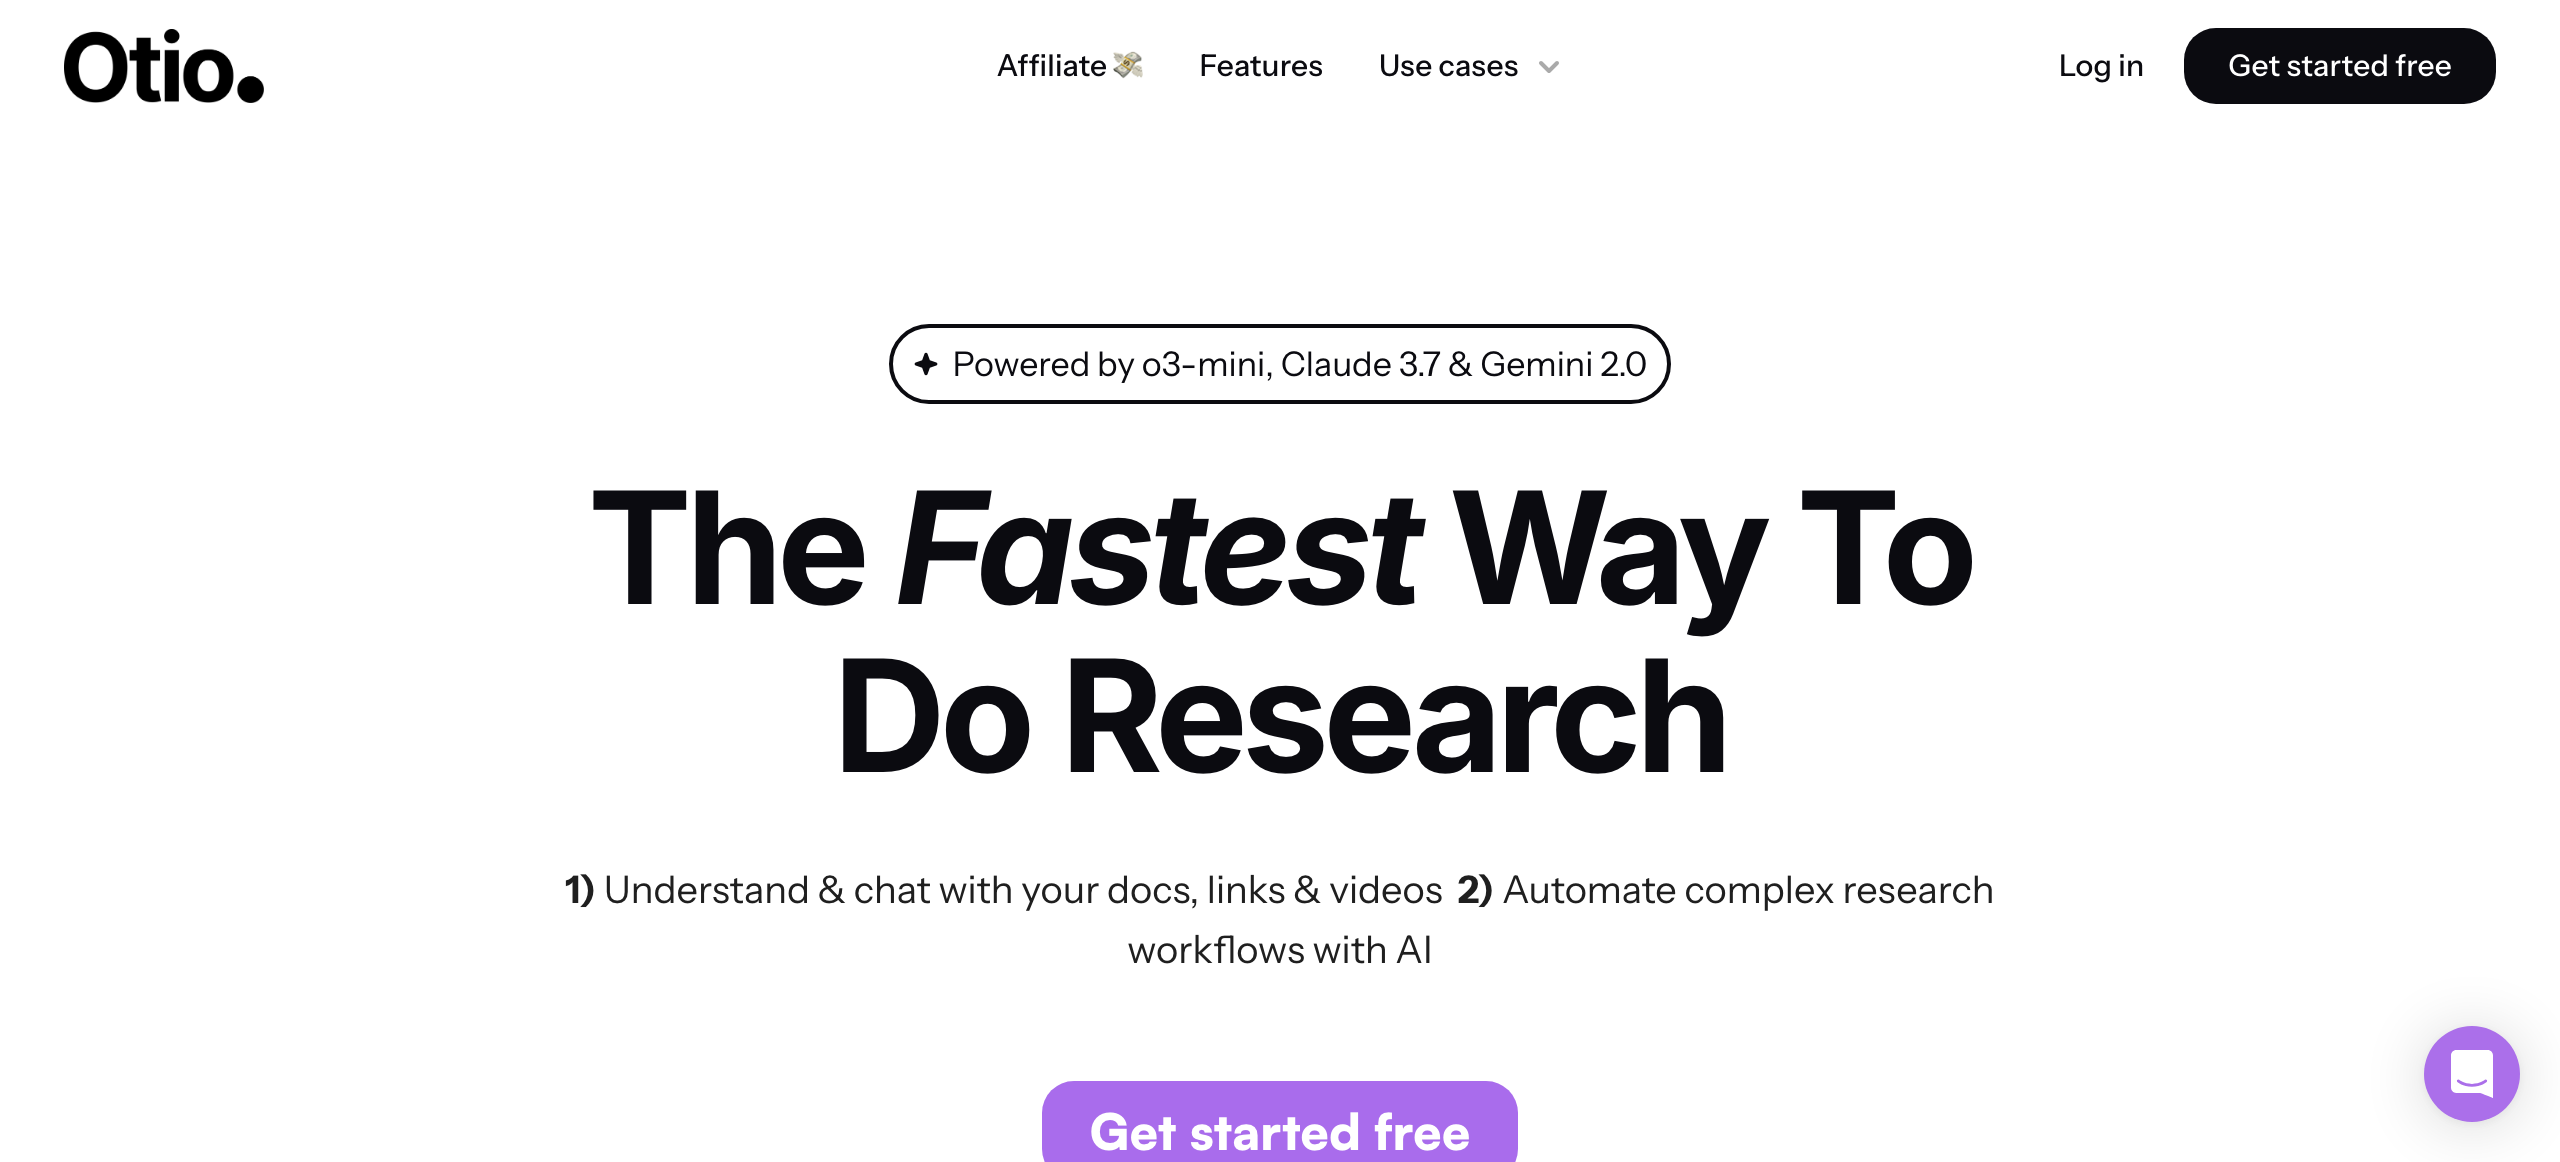 Otio.
Affiliate 💸
Features
Use cases
Log in
Get started free
Powered by o3-mini, Claude 3.7 & Gemini 2.0
The Fastest Way To
Do Research
1) Understand & chat with your docs, links & videos 2) Automate complex research
workflows with AI
Get started free